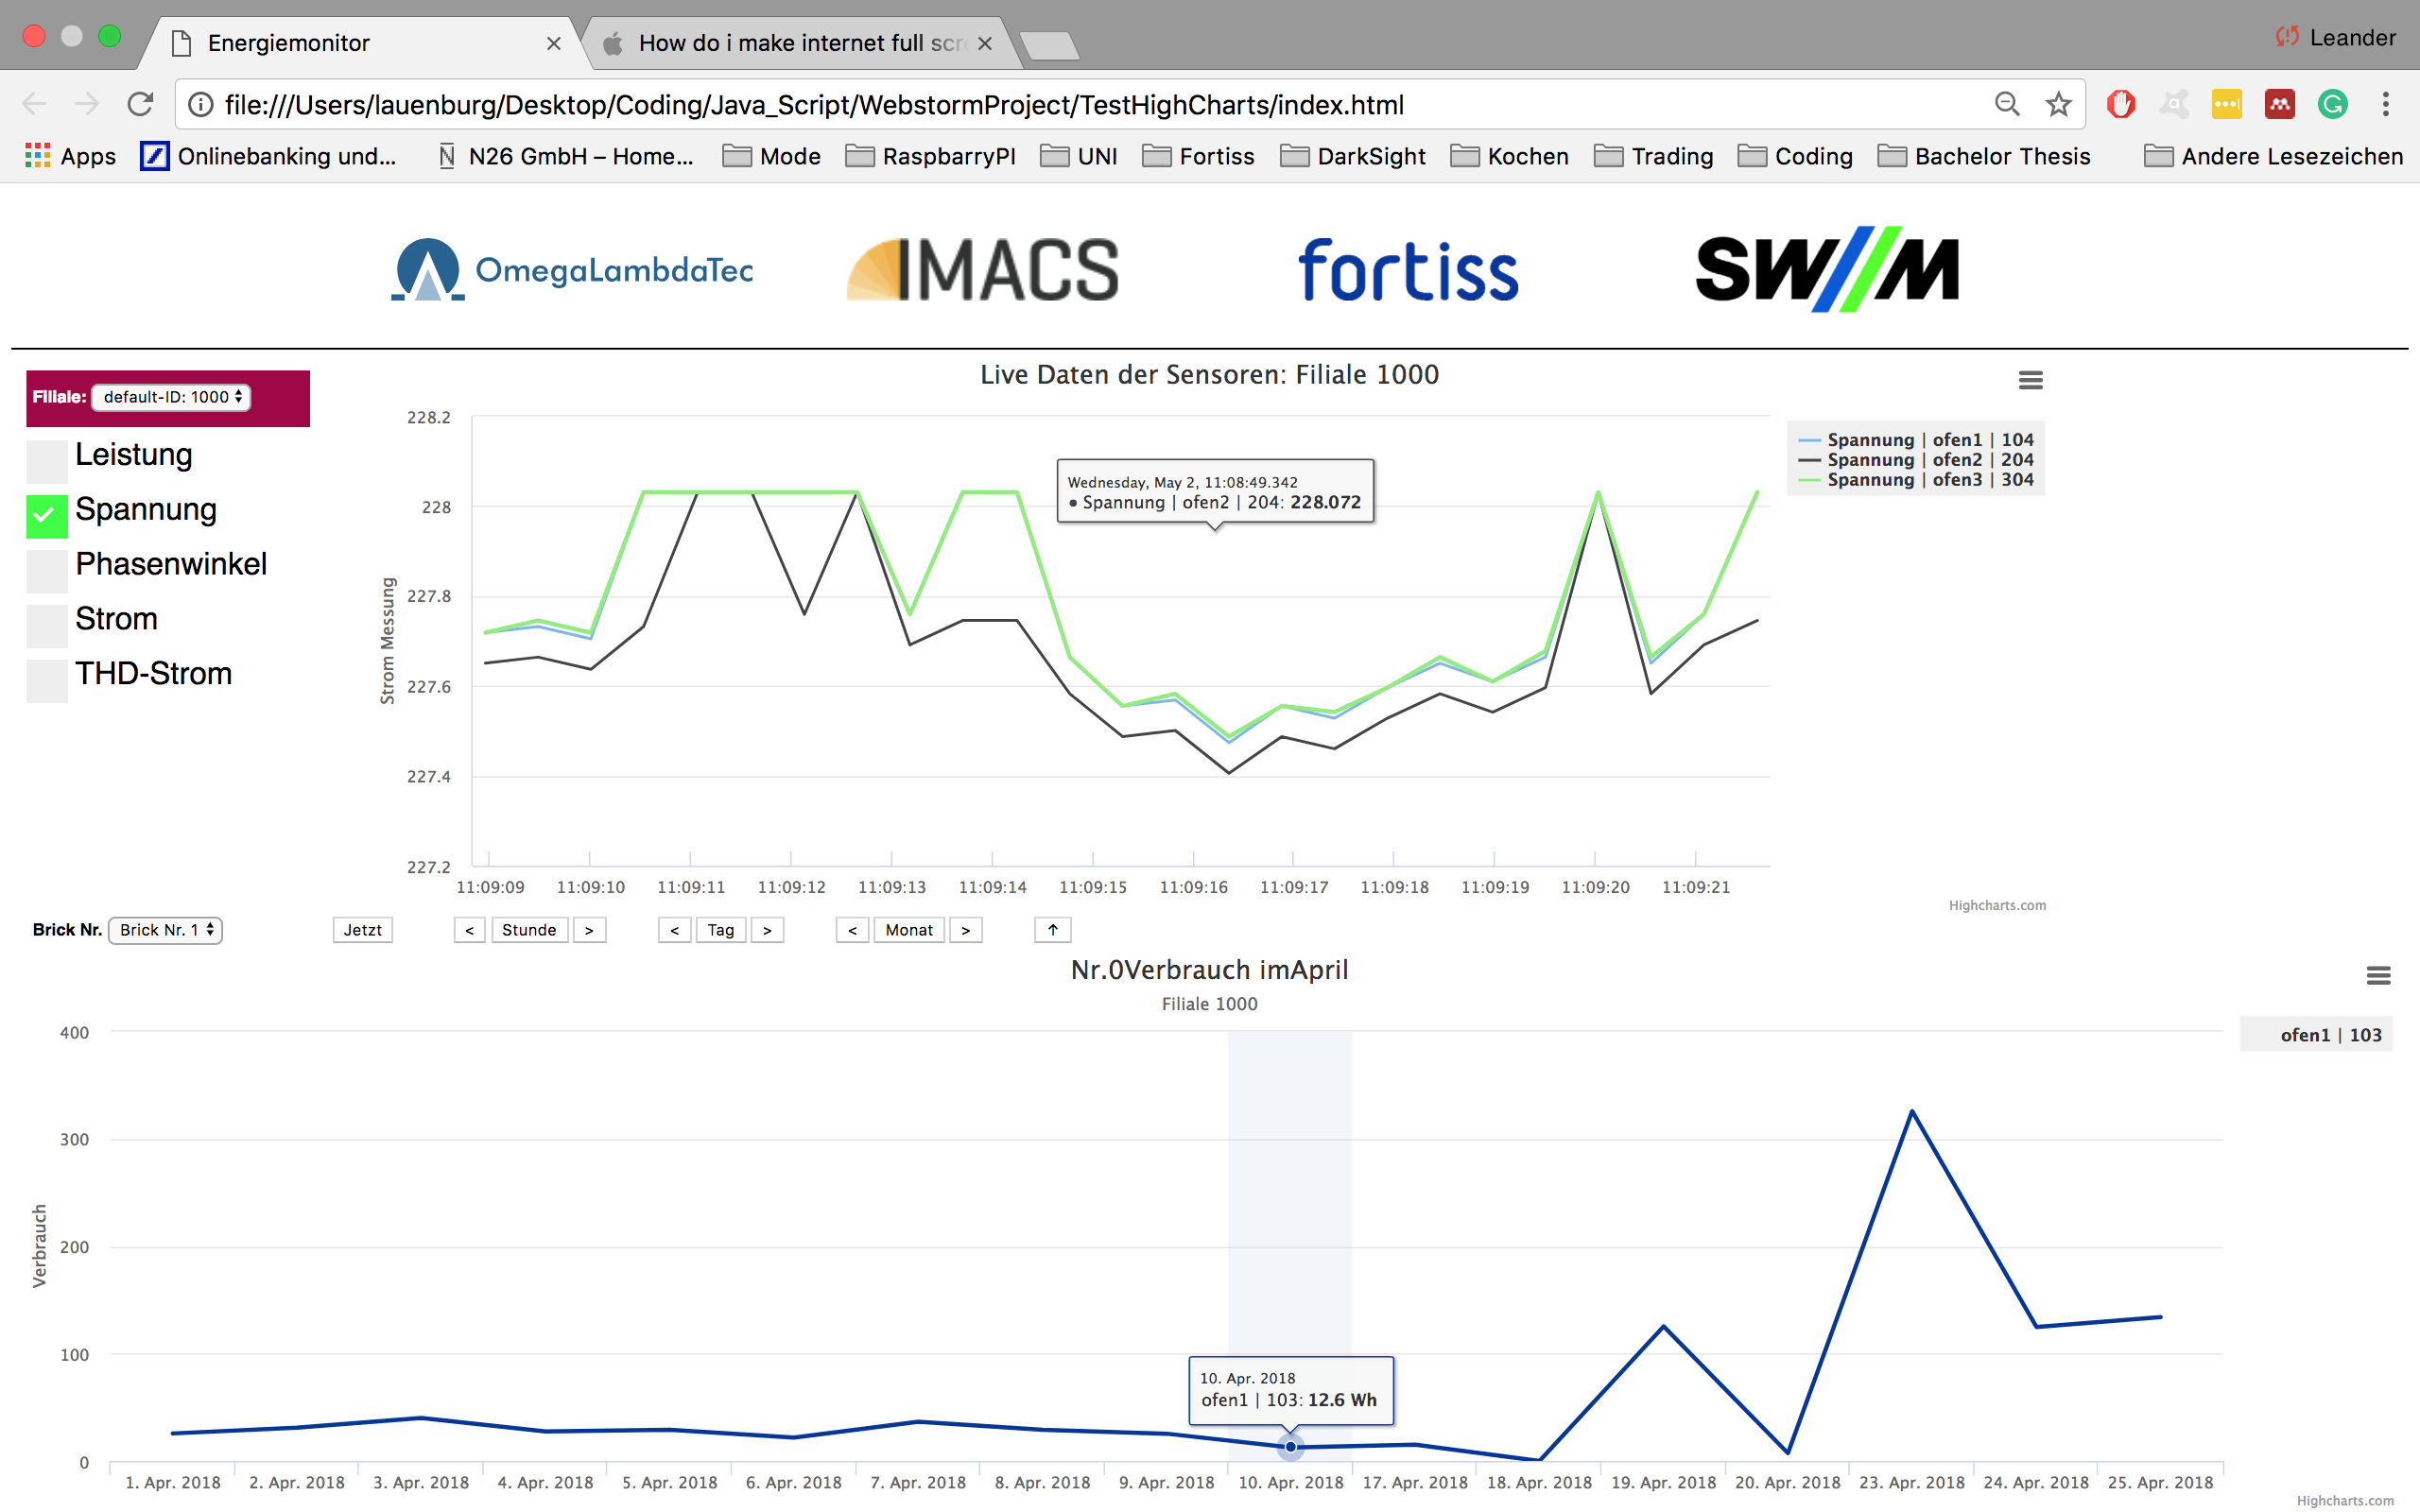 Energiemonitor
How do i make internet full scr
Leander
file:///Users/lauenburg/Desktop/Coding/Java_Script/WebstormProject/TestHighCharts/index.html
Apps Onlinebanking und... N26 GmbH – Home... Mode RaspbarryPI UNI Fortiss DarkSight Kochen Trading Coding Bachelor Thesis Andere Lesezeichen
OmegaLambdaTec IMACS fortiss SW//M
Live Daten der Sensoren: Filiale 1000
Filiale: default-ID: 1000
Leistung
Spannung
Phasenwinkel
Strom
THD-Strom
Strom Messung
228.2
228
227.8
227.6
227.4
227.2
Wednesday, May 2, 11:08:49.342
● Spannung | ofen2 | 204: 228.072
Spannung | ofen1 | 104
Spannung | ofen2 | 204
Spannung | ofen3 | 304
11:09:09 11:09:10 11:09:11 11:09:12 11:09:13 11:09:14 11:09:15 11:09:16 11:09:17 11:09:18 11:09:19 11:09:20 11:09:21
Highcharts.com
Brick Nr. Brick Nr. 1 Jetzt < Stunde > < Tag > < Monat > ↑
Nr.0Verbrauch imApril
Filiale 1000
ofen1 | 103
Verbrauch
400
300
200
100
0
10. Apr. 2018
ofen1 | 103: 12.6 Wh
1. Apr. 2018 2. Apr. 2018 3. Apr. 2018 4. Apr. 2018 5. Apr. 2018 6. Apr. 2018 7. Apr. 2018 8. Apr. 2018 9. Apr. 2018 10. Apr. 2018 17. Apr. 2018 18. Apr. 2018 19. Apr. 2018 20. Apr. 2018 23. Apr. 2018 24. Apr. 2018 25. Apr. 2018
Highcharts.com